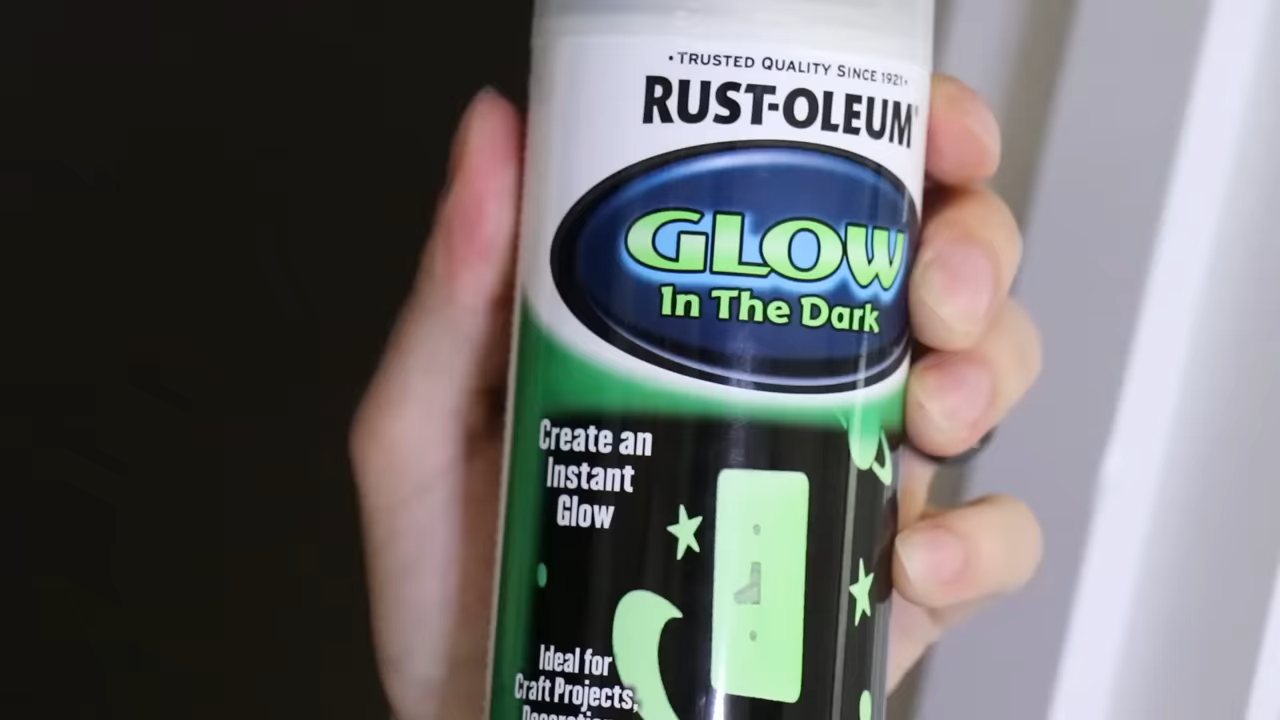 • TRUSTED QUALITY SINCE 1921 •
RUST-OLEUM®
GLOW
In The Dark
Create an
Instant
Glow
Ideal for
Craft Projects,